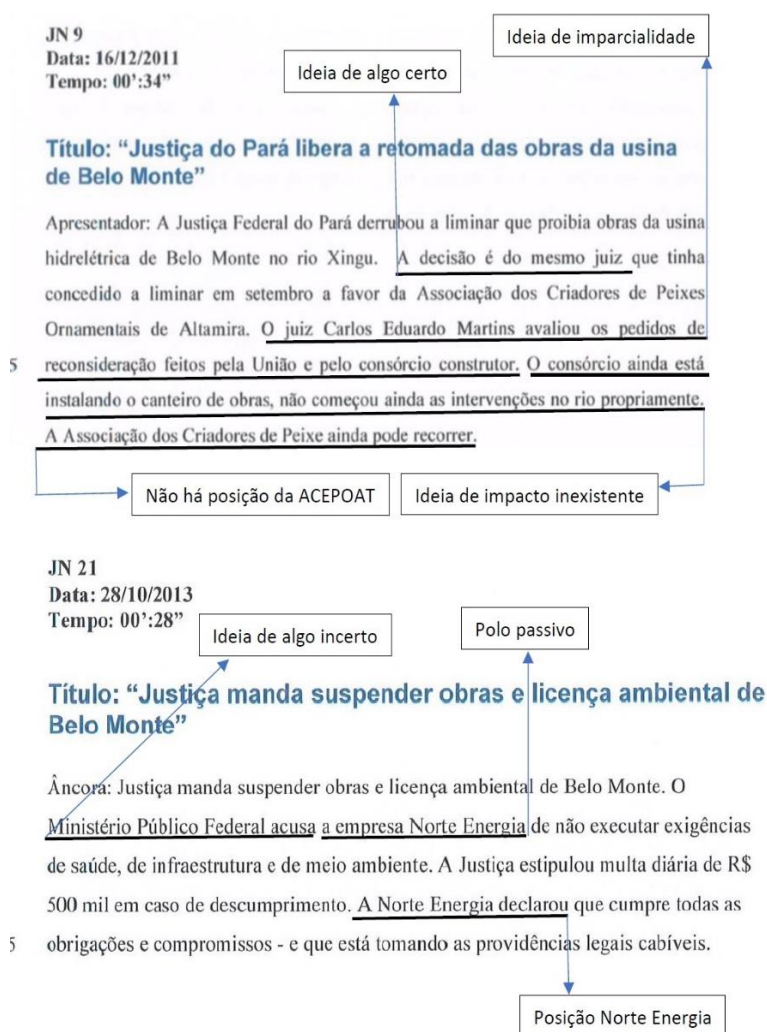 JN 9
Data: 16/12/2011
Tempo: 00':34”
Ideia de algo certo
Ideia de imparcialidade
Título: “Justiça do Pará libera a retomada das obras da usina
de Belo Monte”
Apresentador: A Justiça Federal do Pará derrubou a liminar que proibia obras da usina
hidrelétrica de Belo Monte no rio Xingu. A decisão é do mesmo juiz que tinha
concedido a liminar em setembro a favor da Associação dos Criadores de Peixes
Ornamentais de Altamira. O juiz Carlos Eduardo Martins avaliou os pedidos de
5 reconsideração feitos pela União e pelo consórcio construtor. O consórcio ainda está
instalando o canteiro de obras, não começou ainda as intervenções no rio propriamente.
A Associação dos Criadores de Peixe ainda pode recorrer.
Não há posição da ACEPOAT
Ideia de impacto inexistente
JN 21
Data: 28/10/2013
Tempo: 00':28”
Ideia de algo incerto
Polo passivo
Título: “Justiça manda suspender obras e licença ambiental de
Belo Monte”
Âncora: Justiça manda suspender obras e licença ambiental de Belo Monte. O
Ministério Público Federal acusa a empresa Norte Energia de não executar exigências
de saúde, de infraestrutura e de meio ambiente. A Justiça estipulou multa diária de R$
500 mil em caso de descumprimento. A Norte Energia declarou que cumpre todas as
5 obrigações e compromissos - e que está tomando as providências legais cabíveis.
Posição Norte Energia